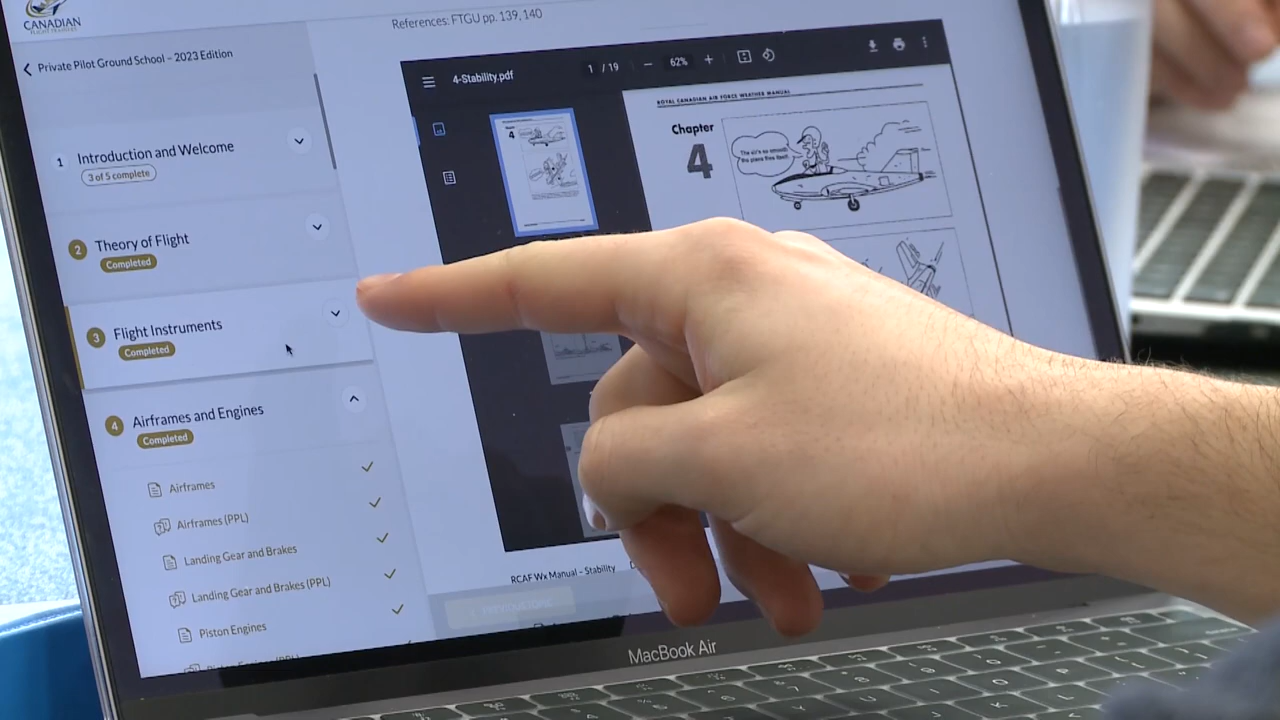 CANADIAN
References: FTGU pp. 139, 140
Private Pilot Ground School – 2023 Edition
4-Stability.pdf
1 / 19
62%
ROYAL CANADIAN AIR FORCE WEATHER MANUAL
Chapter
4
The air's so smooth
the plane flies itself!
Chapter
4
1 Introduction and Welcome
3 of 5 complete
2 Theory of Flight
Completed
3 Flight Instruments
Completed
4 Airframes and Engines
Completed
Airframes
Airframes (PPL)
Landing Gear and Brakes
Landing Gear and Brakes (PPL)
Piston Engines
RCAF Wx Manual – Stability
MacBook Air